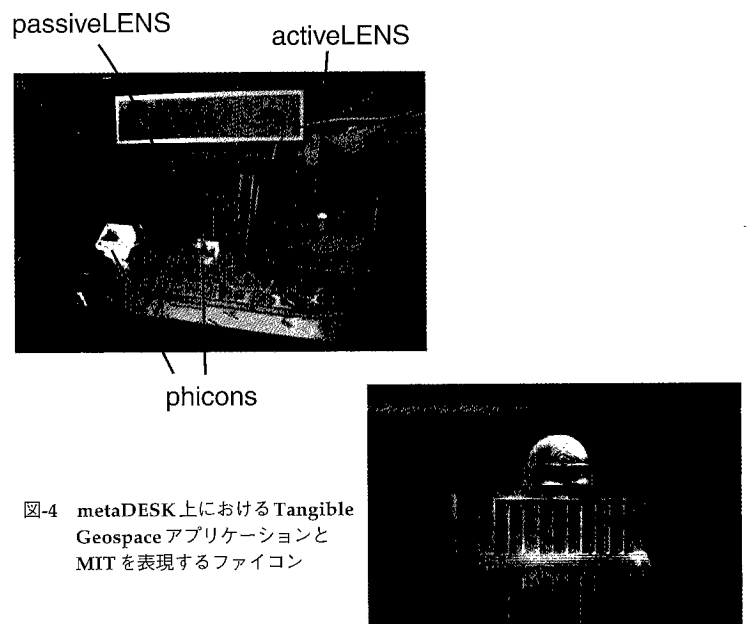 passiveLENS
activeLENS
phicons
図-4 metaDESK上におけるTangible
Geospaceアプリケーションと
MITを表現するファイコン